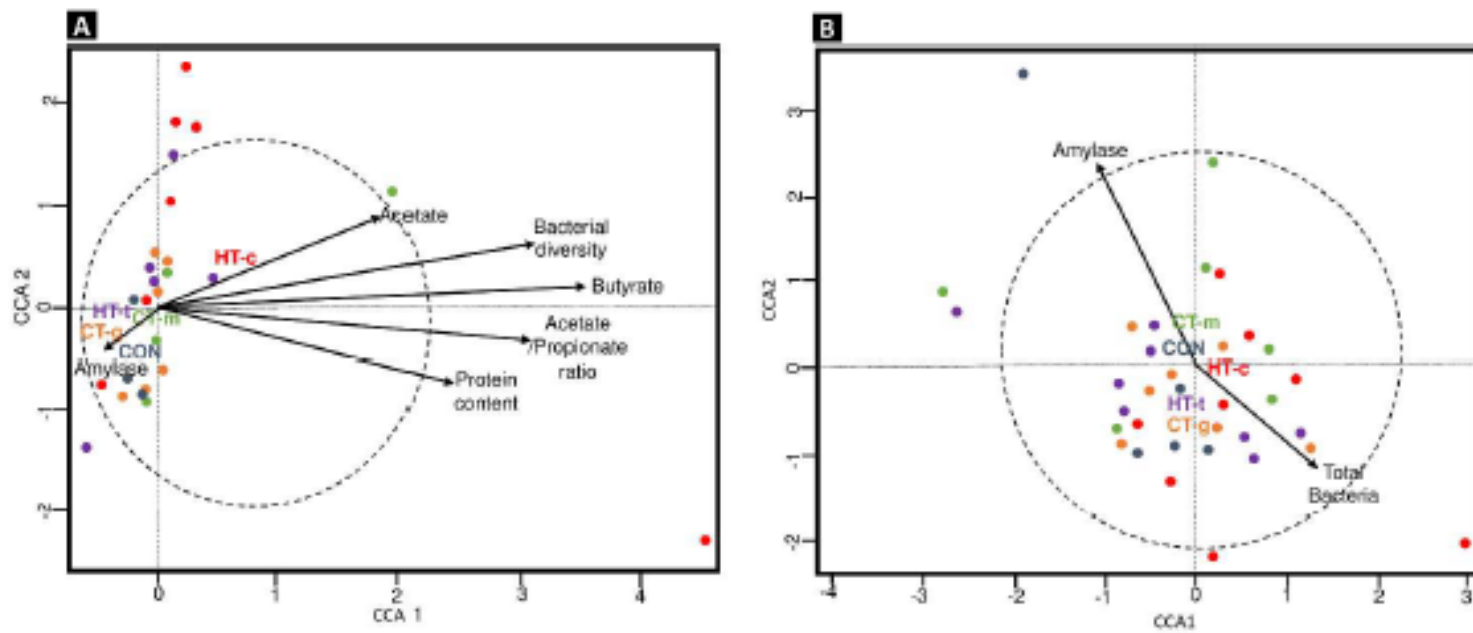 A
B
2
1
0
-1
-2
CCA 2
Acetate
Bacterial
diversity
HT-c
Butyrate
HT-t
CT-m
CT-g
CON
Amylase
Acetate
/Propionate
ratio
Protein
content
0
1
2
3
4
CCA 1
3
2
1
0
-1
-2
CCA2
Amylase
CT-m
CON
HT-c
HT-t
CT-g
Total
Bacteria
-4
-1
0
1
2
3
CCA1